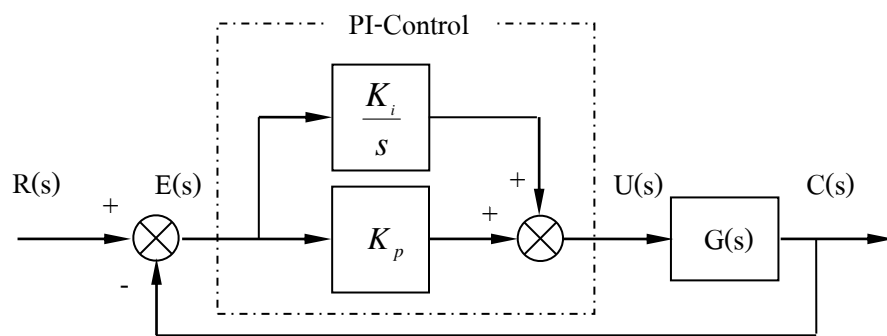 PI-Control
K_i
s
R(s)
E(s)
+
+
+
U(s)
C(s)
K_p
G(s)
-